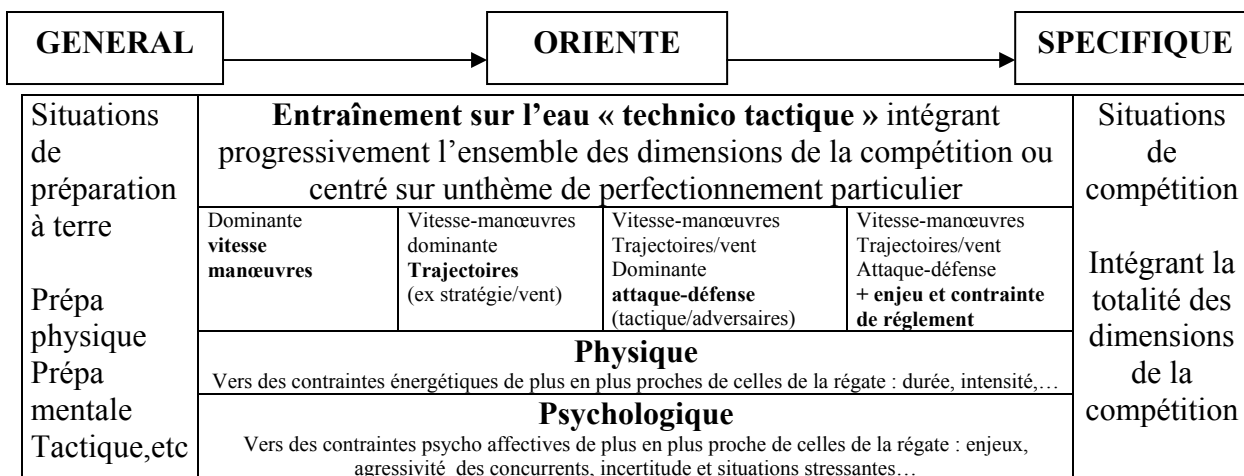 GENERAL
ORIENTE
SPECIFIQUE
Situations
de
préparation
à terre
Prépa
physique
Prépa
mentale
Tactique,etc
Entraînement sur l’eau « technico tactique » intégrant
progressivement l’ensemble des dimensions de la compétition ou
centré sur unthème de perfectionnement particulier
Dominante
vitesse
manœuvres
Vitesse-manœuvres
dominante
Trajectoires
(ex stratégie/vent)
Vitesse-manœuvres
Trajectoires/vent
Dominante
attaque-défense
(tactique/adversaires)
Vitesse-manœuvres
Trajectoires/vent
Attaque-défense
+ enjeu et contrainte
de réglement
Physique
Vers des contraintes énergétiques de plus en plus proches de celles de la régate : durée, intensité,…
Psychologique
Vers des contraintes psycho affectives de plus en plus proche de celles de la régate : enjeux,
agressivité des concurrents, incertitude et situations stressantes…
Situations
de
compétition
Intégrant la
totalité des
dimensions
de la
compétition